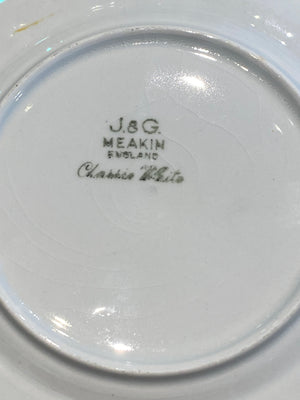 J.&G.
MEAKIN
ENGLAND
Classic White